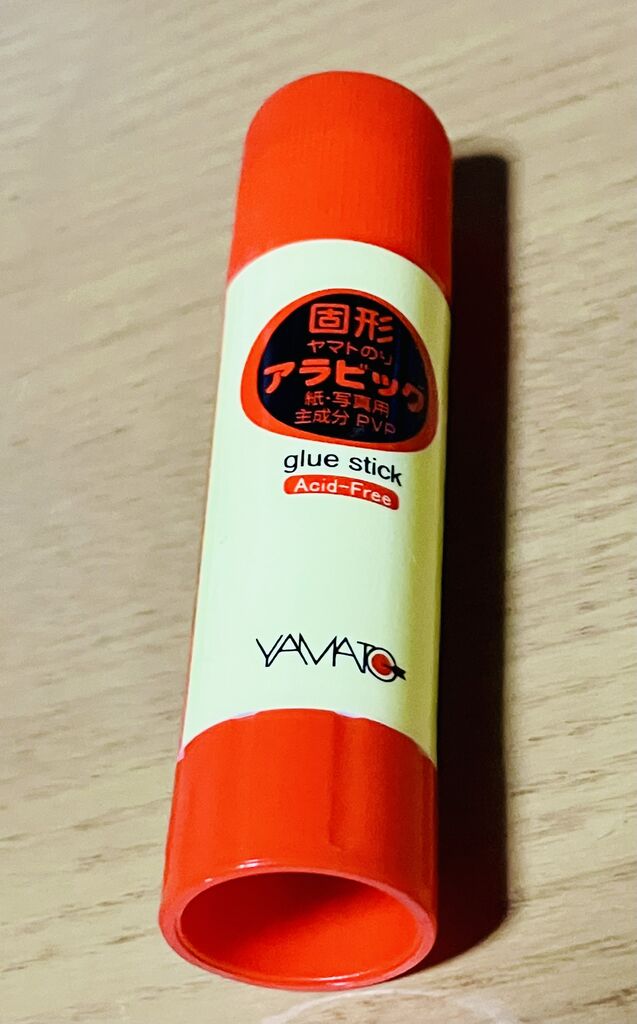 固形
ヤマトのり
アラビック
紙・写真用
主成分 PVP
glue stick
Acid-Free
YAMATO